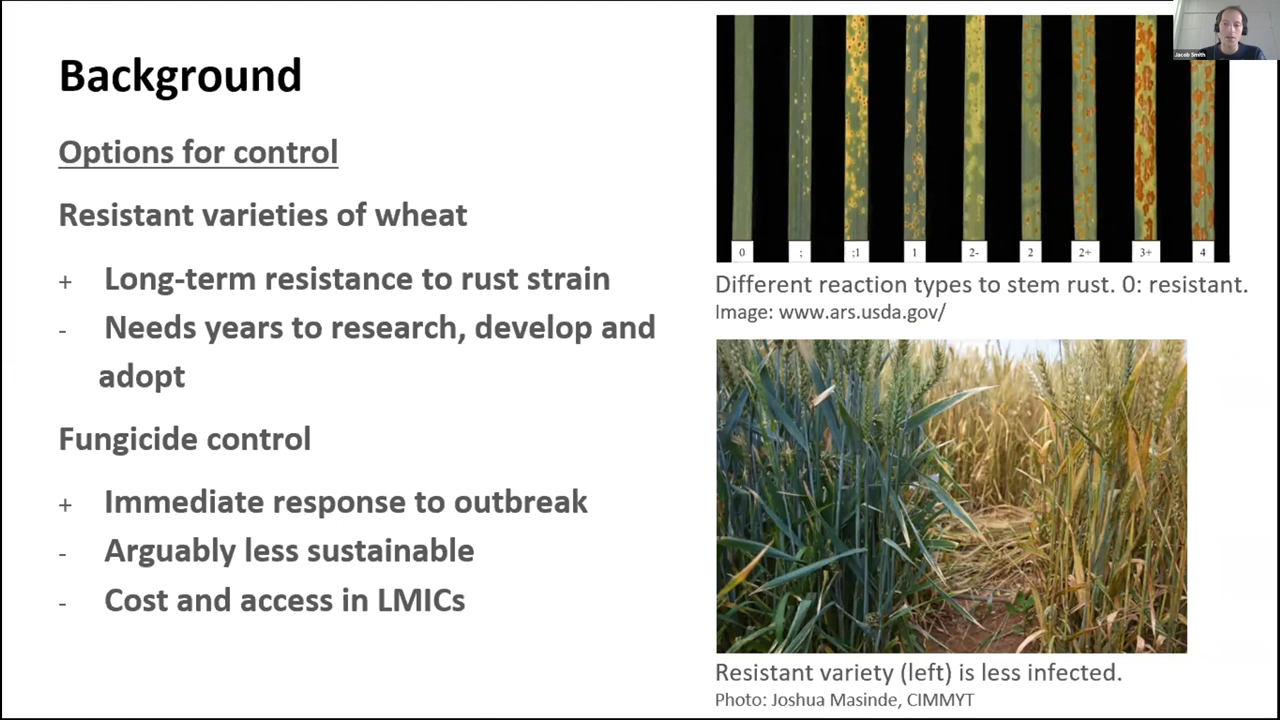 Background
Options for control
Resistant varieties of wheat
+ Long-term resistance to rust strain
- Needs years to research, develop and
adopt
Fungicide control
+ Immediate response to outbreak
- Arguably less sustainable
- Cost and access in LMICs
Jacob Smith
0 ; ;1 1 2- 2 2+ 3+ 4
Different reaction types to stem rust. 0: resistant.
Image: www.ars.usda.gov/
Resistant variety (left) is less infected.
Photo: Joshua Masinde, CIMMYT